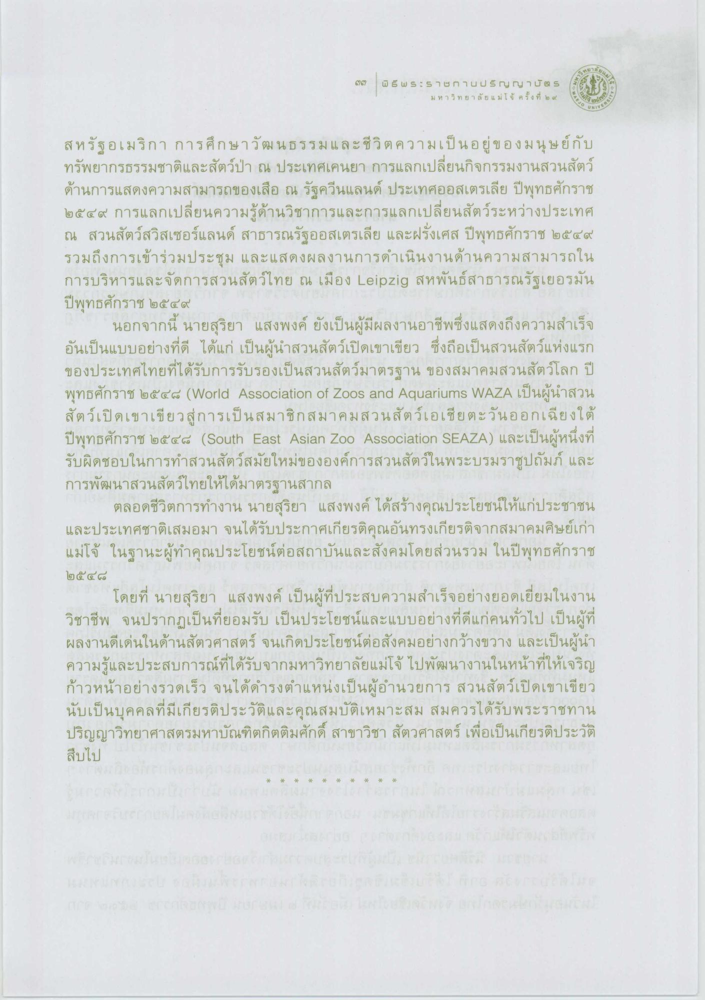 ๓๓ พิธีพระราชทานปริญญาบัตร
มหาวิทยาลัยแม่โจ้ ครั้งที่ ๒๙
มหาวิทยาลัยแม่โจ้
แม่โจ้ ๒๔๗๗
MAEJO UNIVERSITY
สหรัฐอเมริกา การศึกษาวัฒนธรรมและชีวิตความเป็นอยู่ของมนุษย์กับ
ทรัพยากรธรรมชาติและสัตว์ป่า ณ ประเทศเคนยา การแลกเปลี่ยนกิจกรรมงานสวนสัตว์
ด้านการแสดงความสามารถของเสือ ณ รัฐควีนแลนด์ ประเทศออสเตรเลีย ปีพุทธศักราช
๒๕๔๙ การแลกเปลี่ยนความรู้ด้านวิชาการและการแลกเปลี่ยนสัตว์ระหว่างประเทศ
ณ สวนสัตว์สวิสเซอร์แลนด์ สาธารณรัฐออสเตรเลีย และฝรั่งเศส ปีพุทธศักราช ๒๕๔๙
รวมถึงการเข้าร่วมประชุม และแสดงผลงานการดำเนินงานด้านความสามารถใน
การบริหารและจัดการสวนสัตว์ไทย ณ เมือง Leipzig สหพันธ์สาธารณรัฐเยอรมัน
ปีพุทธศักราช ๒๕๔๙
นอกจากนี้ นายสุริยา แสงพงค์ ยังเป็นผู้มีผลงานอาชีพซึ่งแสดงถึงความสำเร็จ
อันเป็นแบบอย่างที่ดี ได้แก่ เป็นผู้นำสวนสัตว์เปิดเขาเขียว ซึ่งถือเป็นสวนสัตว์แห่งแรก
ของประเทศไทยที่ได้รับการรับรองเป็นสวนสัตว์มาตรฐาน ของสมาคมสวนสัตว์โลก ปี
พุทธศักราช ๒๕๔๘ (World Association of Zoos and Aquariums WAZA เป็นผู้นำสวน
สัตว์เปิดเขาเขียวสู่การเป็นสมาชิกสมาคมสวนสัตว์เอเชียตะวันออกเฉียงใต้
ปีพุทธศักราช ๒๕๔๘ (South East Asian Zoo Association SEAZA) และเป็นผู้หนึ่งที่
รับผิดชอบในการทำสวนสัตว์สมัยใหม่ขององค์การสวนสัตว์ในพระบรมราชูปถัมภ์ และ
การพัฒนาสวนสัตว์ไทยให้ได้มาตรฐานสากล
ตลอดชีวิตการทำงาน นายสุริยา แสงพงค์ ได้สร้างคุณประโยชน์ให้แก่ประชาชน
และประเทศชาติเสมอมา จนได้รับประกาศเกียรติคุณอันทรงเกียรติจากสมาคมศิษย์เก่า
แม่โจ้ ในฐานะผู้ทำคุณประโยชน์ต่อสถาบันและสังคมโดยส่วนรวม ในปีพุทธศักราช
๒๕๔๘
โดยที่ นายสุริยา แสงพงค์ เป็นผู้ที่ประสบความสำเร็จอย่างยอดเยี่ยมในงาน
วิชาชีพ จนปรากฏเป็นที่ยอมรับ เป็นประโยชน์และแบบอย่างที่ดีแก่คนทั่วไป เป็นผู้ที่
ผลงานดีเด่นในด้านสัตวศาสตร์ จนเกิดประโยชน์ต่อสังคมอย่างกว้างขวาง และเป็นผู้นำ
ความรู้และประสบการณ์ที่ได้รับจากมหาวิทยาลัยแม่โจ้ ไปพัฒนางานในหน้าที่ให้เจริญ
ก้าวหน้าอย่างรวดเร็ว จนได้ดำรงตำแหน่งเป็นผู้อำนวยการ สวนสัตว์เปิดเขาเขียว
นับเป็นบุคคลที่มีเกียรติประวัติและคุณสมบัติเหมาะสม สมควรได้รับพระราชทาน
ปริญญาวิทยาศาสตรมหาบัณฑิตกิตติมศักดิ์ สาขาวิชา สัตวศาสตร์ เพื่อเป็นเกียรติประวัติ
สืบไป
* * * * * * * * * *